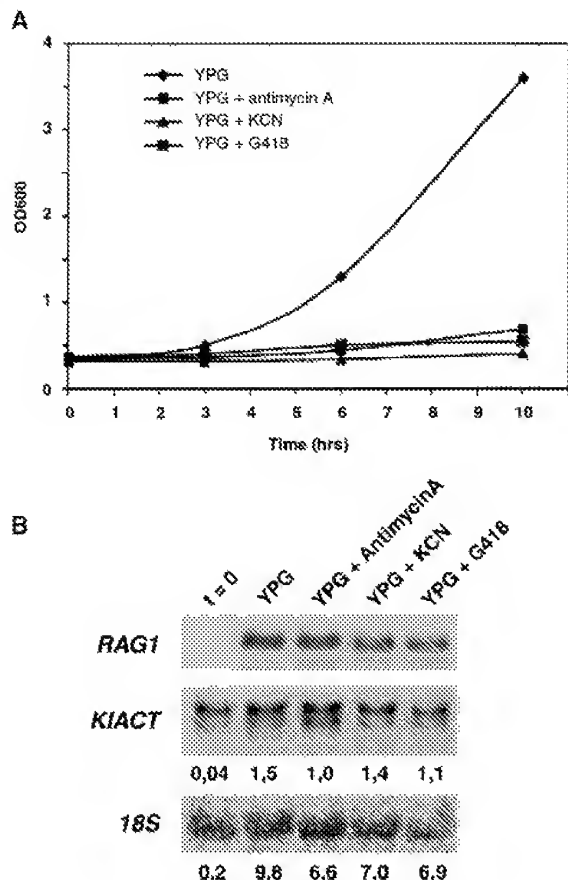 A
4
3
2
1
0
OD600
YPG
YPG + antimycin A
YPG + KCN
YPG + G418
0 1 2 3 4 5 6 7 8 9 10
Time (hrs)
B
t = 0 YPG YPG + AntimycinA YPG + KCN YPG + G418
RAG1
KlACT
0,04 1,5 1,0 1,4 1,1
18S
0,2 9,8 6,6 7,0 6,9